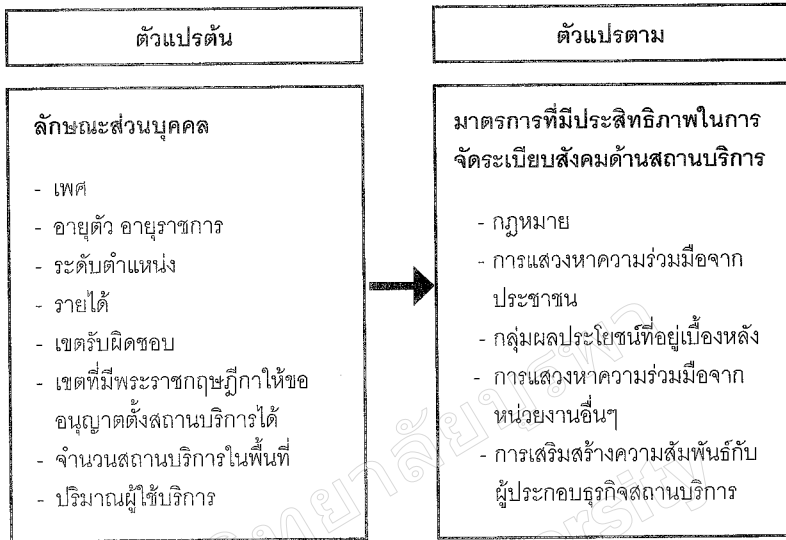 ตัวแปรต้น
ตัวแปรตาม
ลักษณะส่วนบุคคล
- เพศ
- อายุตัว อายุราชการ
- ระดับตำแหน่ง
- รายได้
- เขตรับผิดชอบ
- เขตที่มีพระราชกฤษฎีกาให้ขอ
อนุญาตตั้งสถานบริการได้
- จำนวนสถานบริการในพื้นที่
- ปริมาณผู้ใช้บริการ
มาตรการที่มีประสิทธิภาพในการ
จัดระเบียบสังคมด้านสถานบริการ
- กฎหมาย
- การแสวงหาความร่วมมือจาก
ประชาชน
- กลุ่มผลประโยชน์ที่อยู่เบื้องหลัง
- การแสวงหาความร่วมมือจาก
หน่วยงานอื่นๆ
- การเสริมสร้างความสัมพันธ์กับ
ผู้ประกอบธุรกิจสถานบริการ